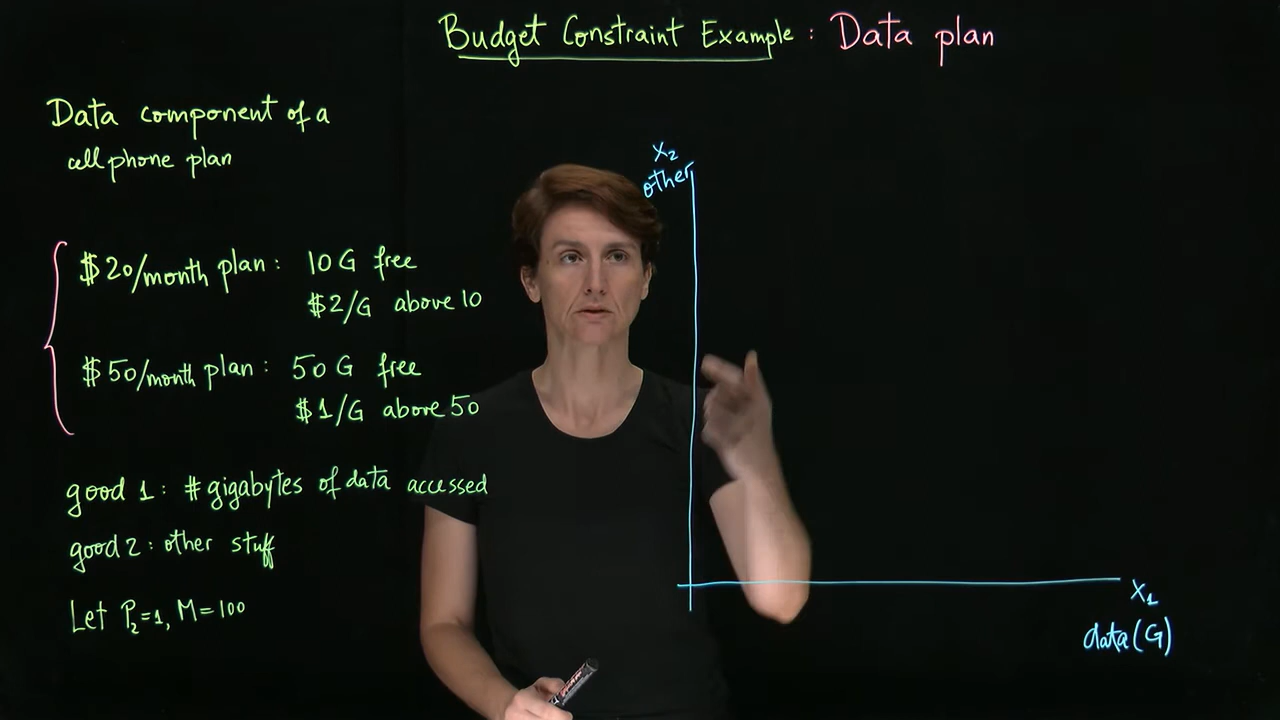 Budget Constraint Example : Data plan
Data component of a
cell phone plan
$20/month plan : 10 G free
$2/G above 10
$50/month plan : 50 G free
$1/G above 50
good 1 : # gigabytes of data accessed
good 2 : other stuff
Let P₂=1, M=100
x₂
other
x₁
data (G)